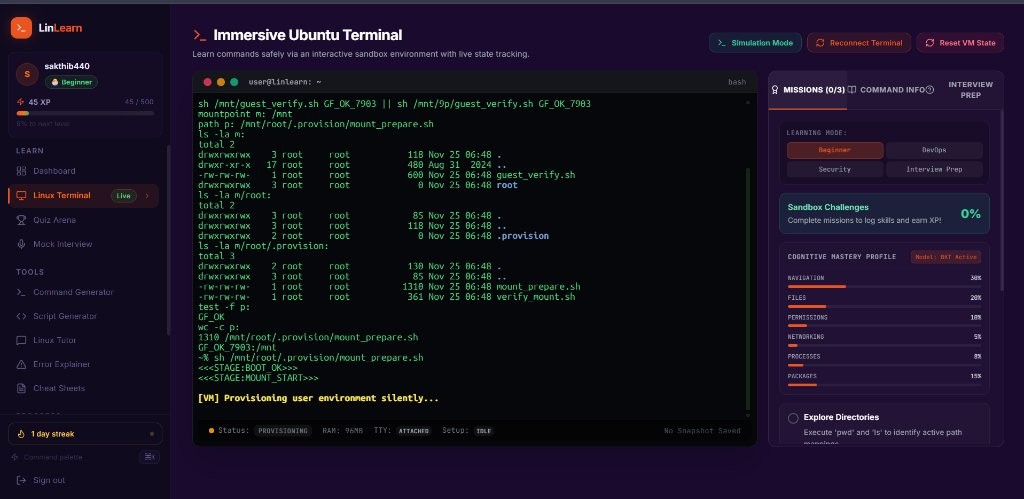 LinLearn
S
sakthib440
Beginner
45 XP
45 / 500
9% to next level
LEARN
Dashboard
Linux Terminal
Live
Quiz Arena
Mock Interview
TOOLS
Command Generator
Script Generator
Linux Tutor
Error Explainer
Cheat Sheets
1 day streak
Command palette
⌘K
Sign out
Immersive Ubuntu Terminal
Learn commands safely via an interactive sandbox environment with live state tracking.
Simulation Mode
Reconnect Terminal
Reset VM State
user@linlearn: ~
bash
sh /mnt/guest_verify.sh GF_OK_7903 || sh /mnt/9p/guest_verify.sh GF_OK_7903
mountpoint m: /mnt
path p: /mnt/root/.provision/mount_prepare.sh
ls -la m:
total 2
drwxrwxrwx    3 root     root           118 Nov 25 06:48 .
drwxr-xr-x   17 root     root           480 Aug 31  2024 ..
-rw-rw-rw-    1 root     root           600 Nov 25 06:48 guest_verify.sh
drwxrwxrwx    3 root     root             0 Nov 25 06:48 root
ls -la m/root:
total 2
drwxrwxrwx    3 root     root            85 Nov 25 06:48 .
drwxrwxrwx    3 root     root           118 Nov 25 06:48 ..
drwxrwxrwx    2 root     root             0 Nov 25 06:48 .provision
ls -la m/root/.provision:
total 3
drwxrwxrwx    2 root     root           130 Nov 25 06:48 .
drwxrwxrwx    3 root     root            85 Nov 25 06:48 ..
-rw-rw-rw-    1 root     root          1310 Nov 25 06:48 mount_prepare.sh
-rw-rw-rw-    1 root     root           361 Nov 25 06:48 verify_mount.sh
test -f p:
GF_OK
wc -c p:
1310 /mnt/root/.provision/mount_prepare.sh
GF_OK_7903:/mnt
~% sh /mnt/root/.provision/mount_prepare.sh
<<<STAGE:BOOT_OK>>>
<<<STAGE:MOUNT_START>>>
[VM] Provisioning user environment silently...
Status: PROVISIONING RAM: 96MB TTY: ATTACHED Setup: IDLE
No Snapshot Saved
MISSIONS (0/3)
COMMAND INFO
INTERVIEW PREP
LEARNING MODE:
Beginner
DevOps
Security
Interview Prep
Sandbox Challenges
Complete missions to log skills and earn XP!
0%
COGNITIVE MASTERY PROFILE
Model: BKT Active
NAVIGATION 30%
FILES 20%
PERMISSIONS 10%
NETWORKING 5%
PROCESSES 8%
PACKAGES 15%
Explore Directories
Execute 'pwd' and 'ls' to identify active path
mappings